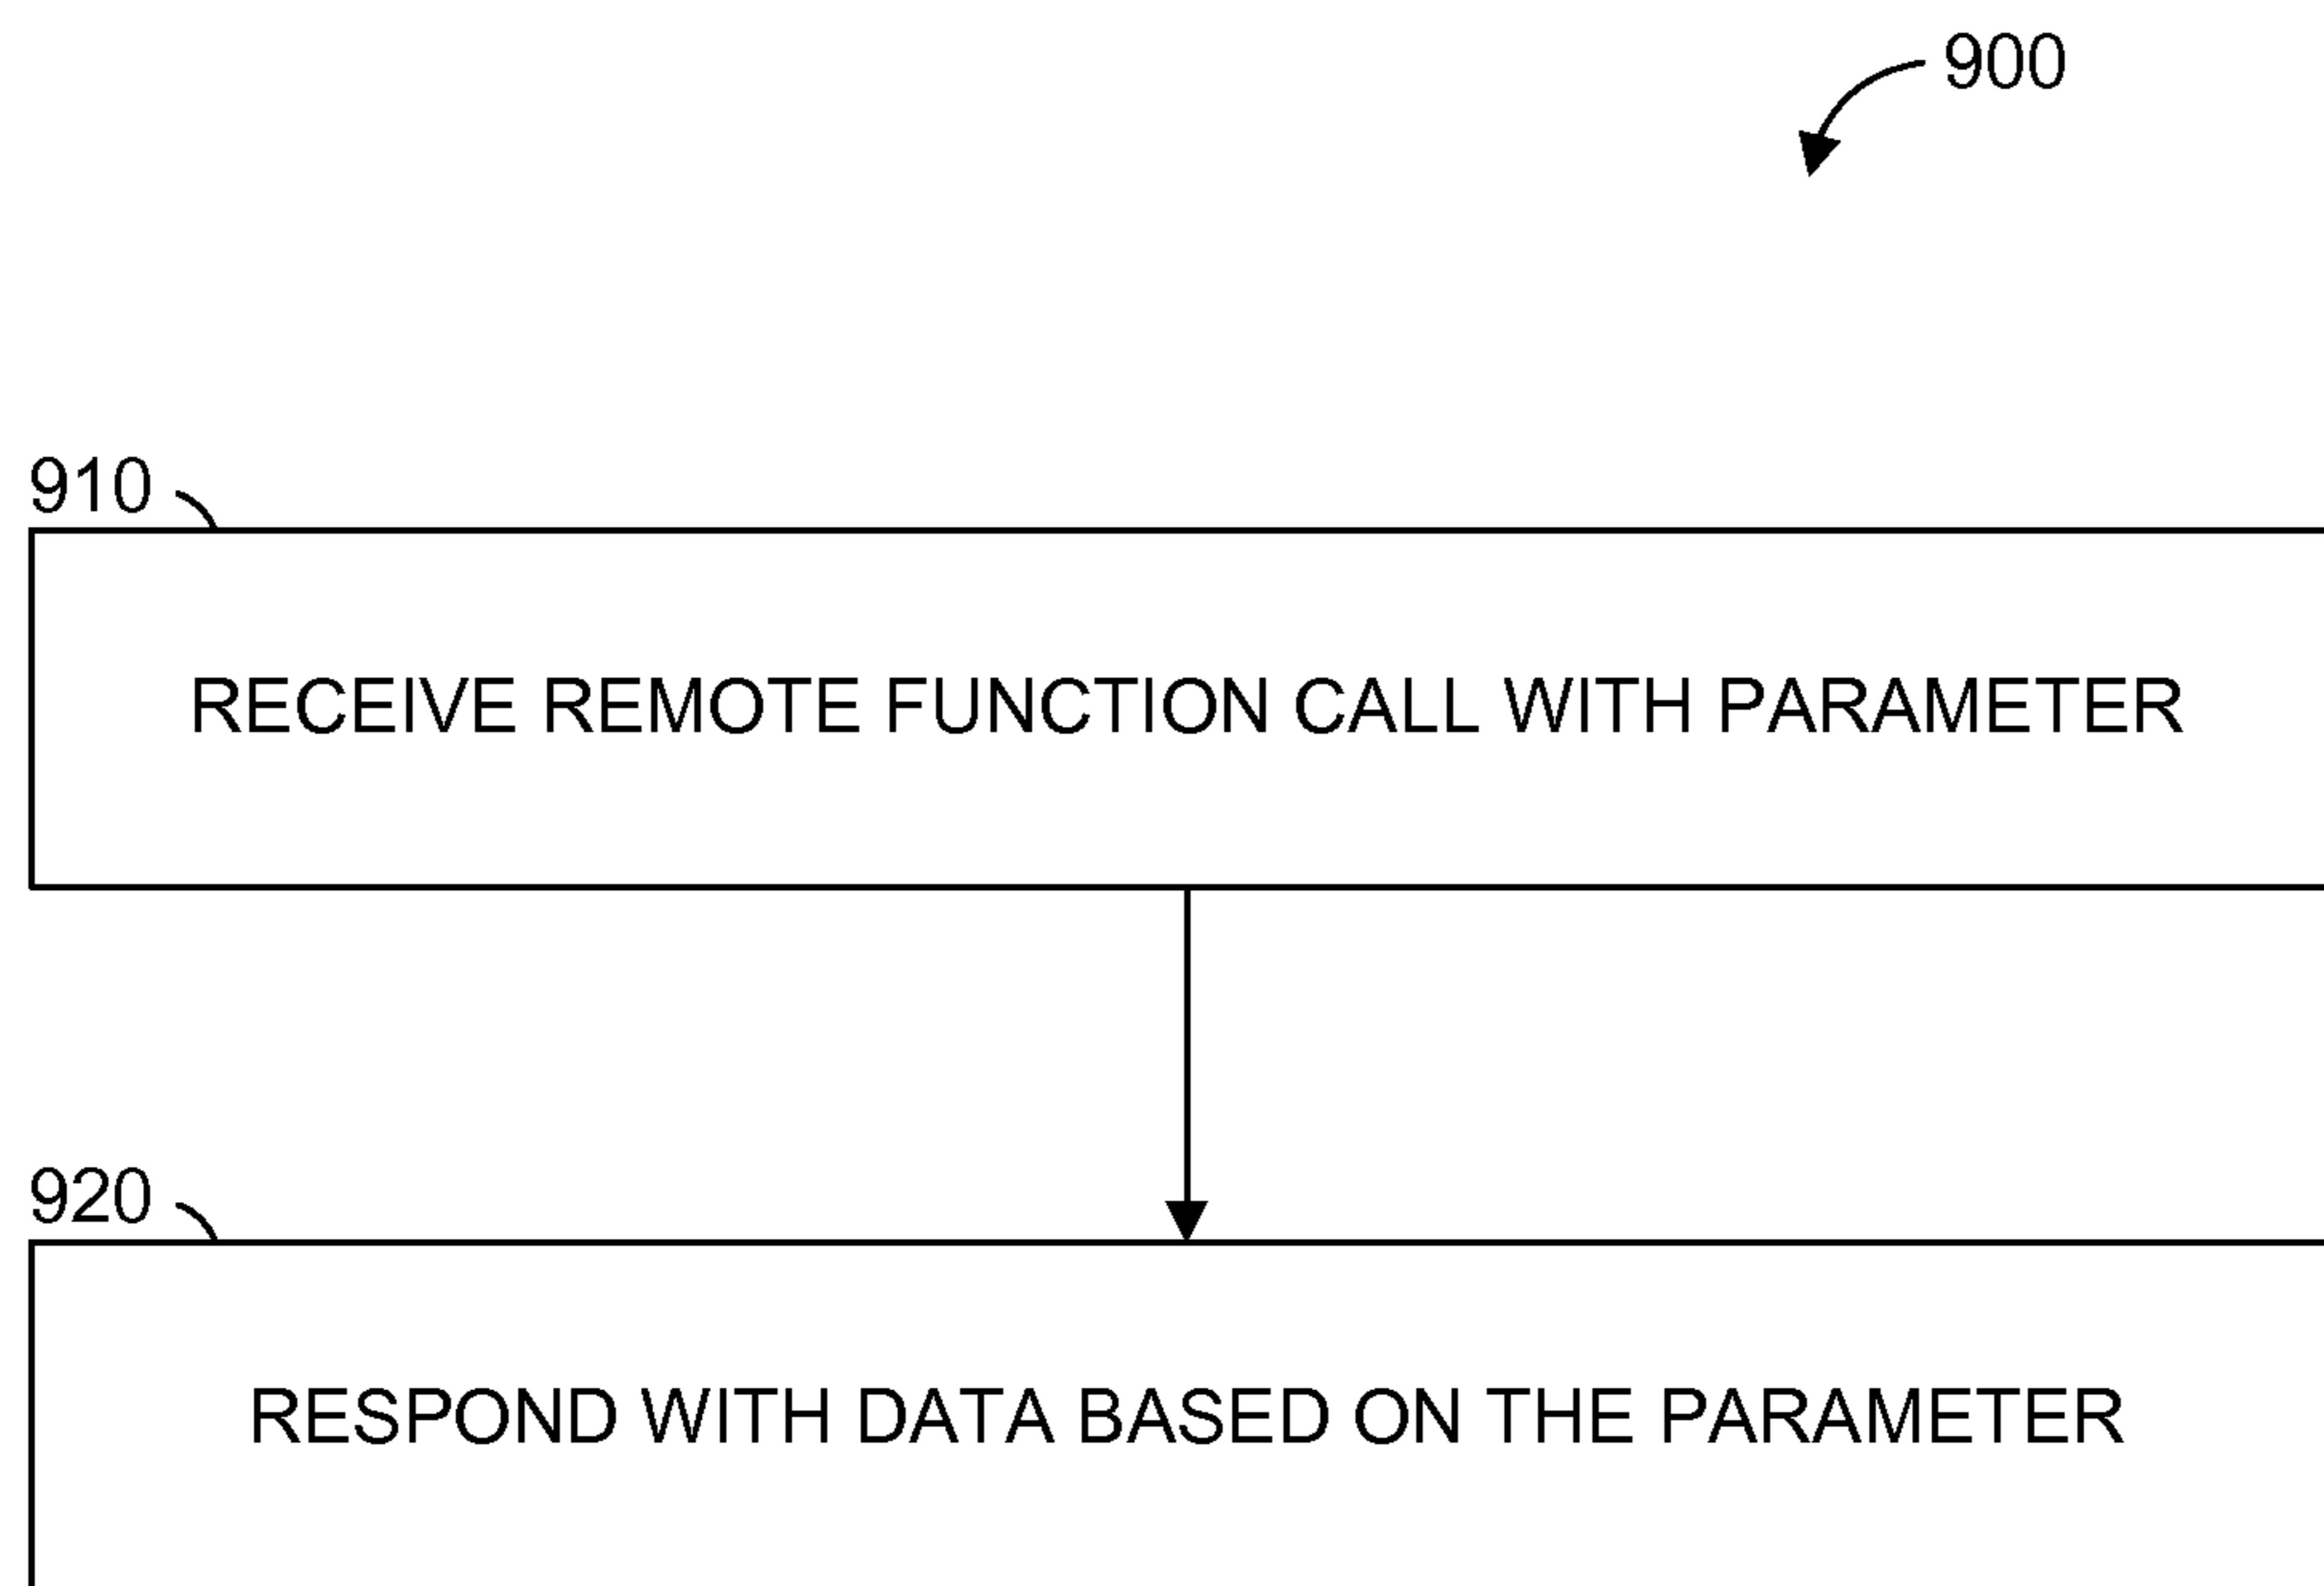 900
910
RECEIVE REMOTE FUNCTION CALL WITH PARAMETER
920
RESPOND WITH DATA BASED ON THE PARAMETER